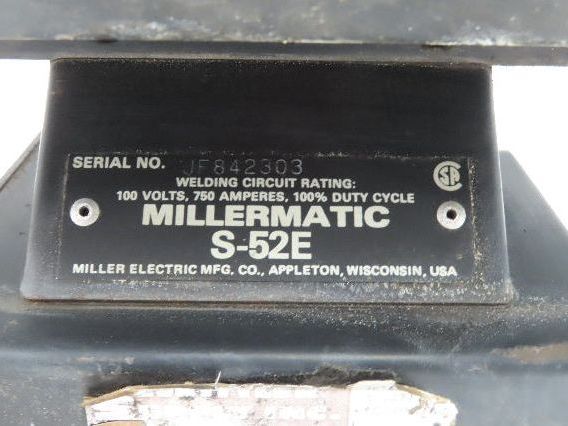 SERIAL NO. JF842303
WELDING CIRCUIT RATING:
100 VOLTS, 750 AMPERES, 100% DUTY CYCLE
MILLERMATIC
S-52E
MILLER ELECTRIC MFG. CO., APPLETON, WISCONSIN, USA